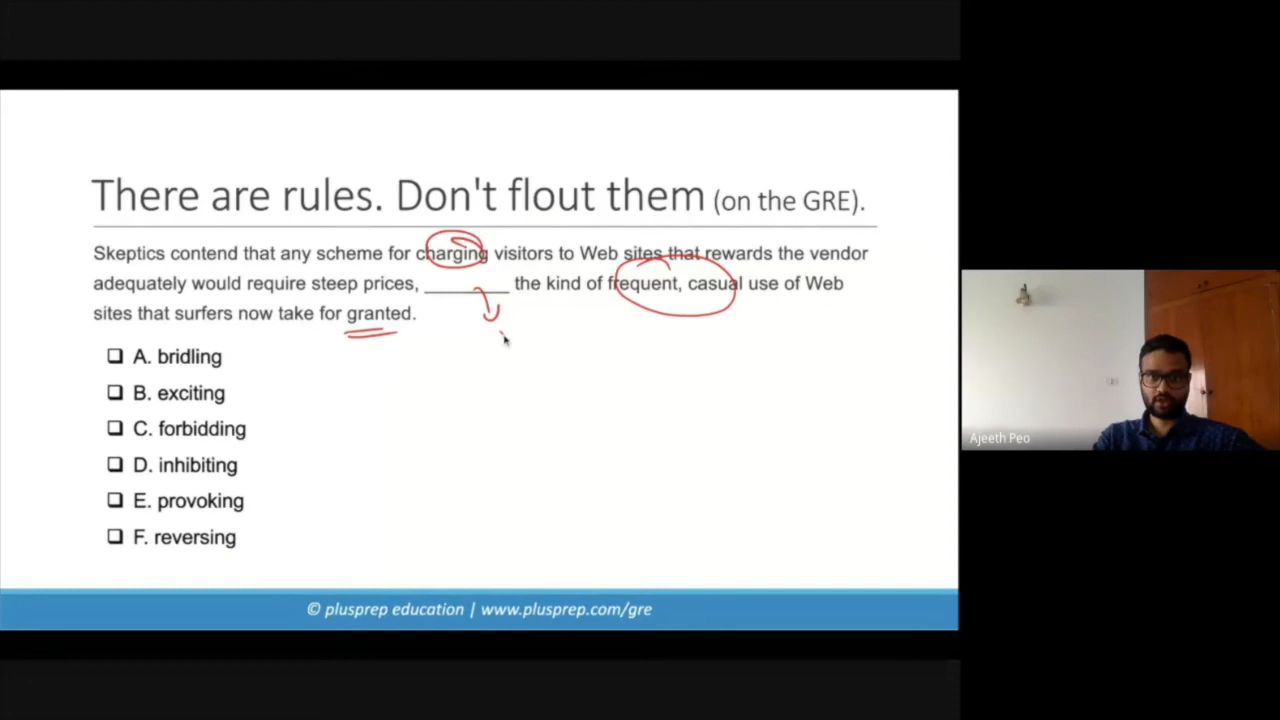 There are rules. Don't flout them (on the GRE).
Skeptics contend that any scheme for charging visitors to Web sites that rewards the vendor
adequately would require steep prices, ________ the kind of frequent, casual use of Web
sites that surfers now take for granted.
A. bridling
B. exciting
C. forbidding
D. inhibiting
E. provoking
F. reversing
© plusprep education | www.plusprep.com/gre
Ajeeth Peo